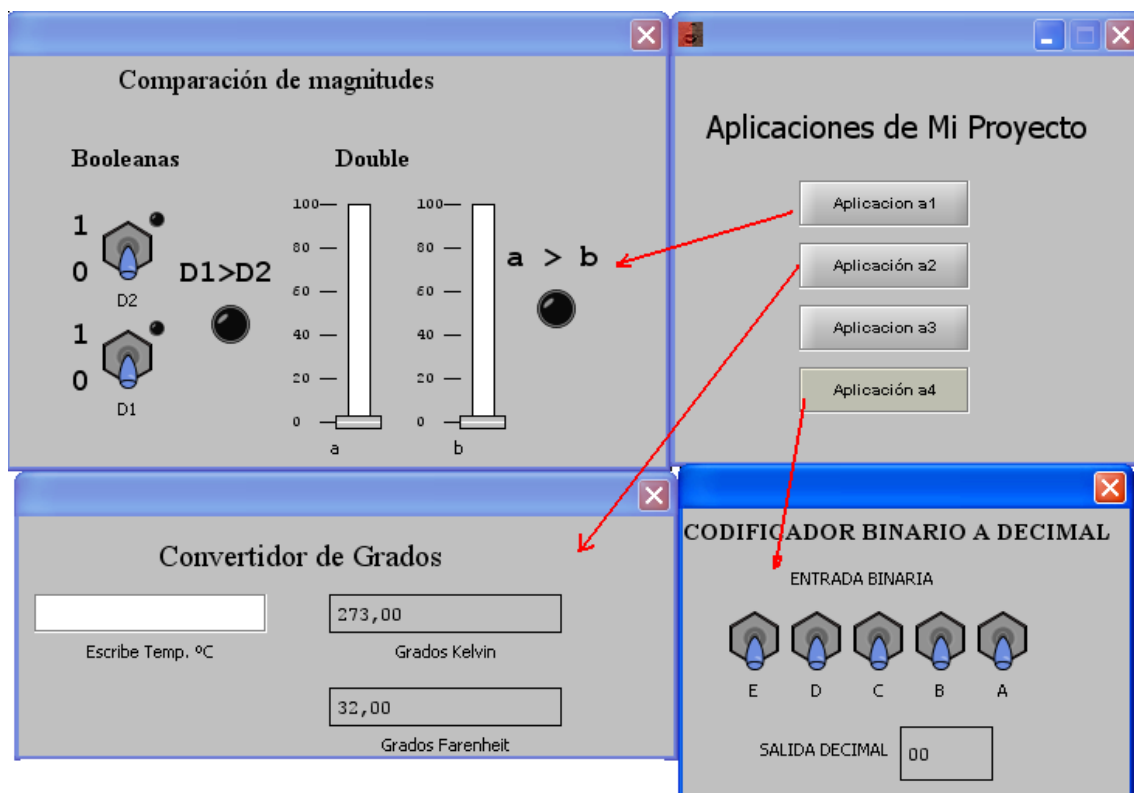 Comparación de magnitudes
Booleanas
Double
1
0
D2
D1>D2
1
0
D1
100
80
60
40
20
0
a
100
80
60
40
20
0
b
a > b
Aplicaciones de Mi Proyecto
Aplicacion a1
Aplicación a2
Aplicacion a3
Aplicación a4
Convertidor de Grados
Escribe Temp. ºC
273,00
Grados Kelvin
32,00
Grados Farenheit
CODIFICADOR BINARIO A DECIMAL
ENTRADA BINARIA
E D C B A
SALIDA DECIMAL 00